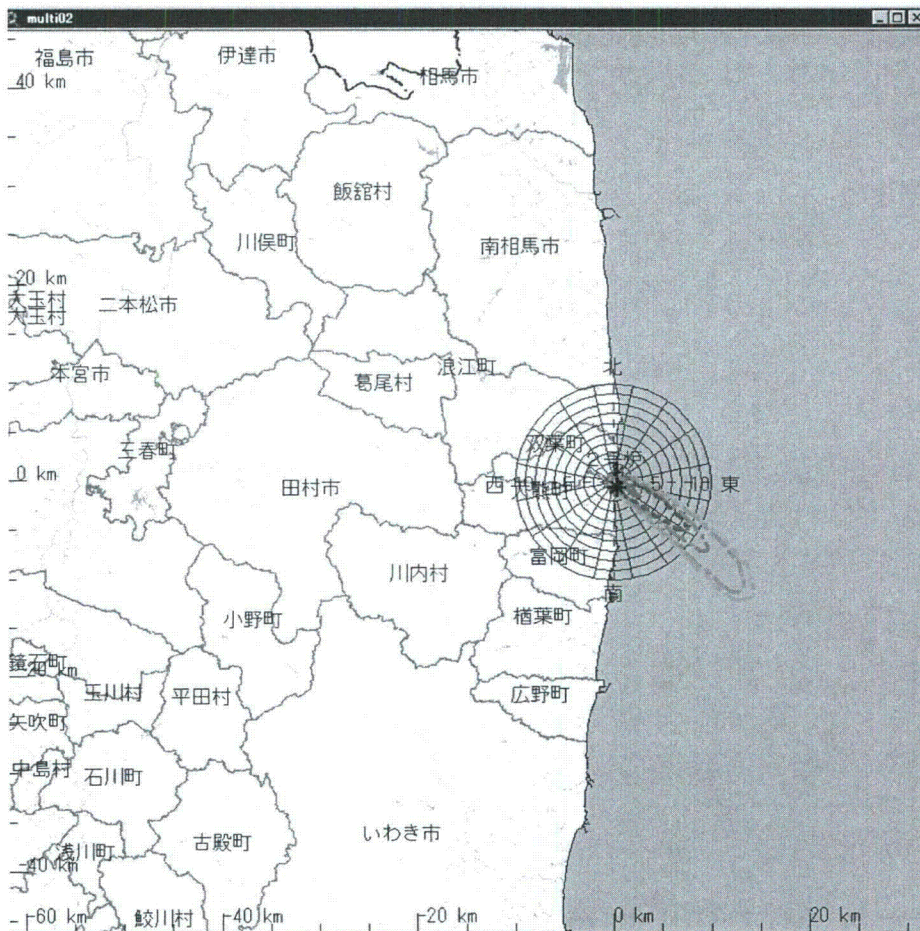 multi02
福島市
伊達市
相馬市
40 km
飯舘村
川俣町
南相馬市
20 km
大玉村
二本松市
大玉村
北
本宮市
葛尾村
浪江町
三春町
双葉町
0 km
田村市
西
東
富岡町
川内村
南
小野町
楢葉町
鏡石町
-20 km
玉川村
平田村
広野町
矢吹町
中島村
石川町
いわき市
浅川町
古殿町
-40 km
鮫川村
-60 km
-40 km
-20 km
0 km
20 km